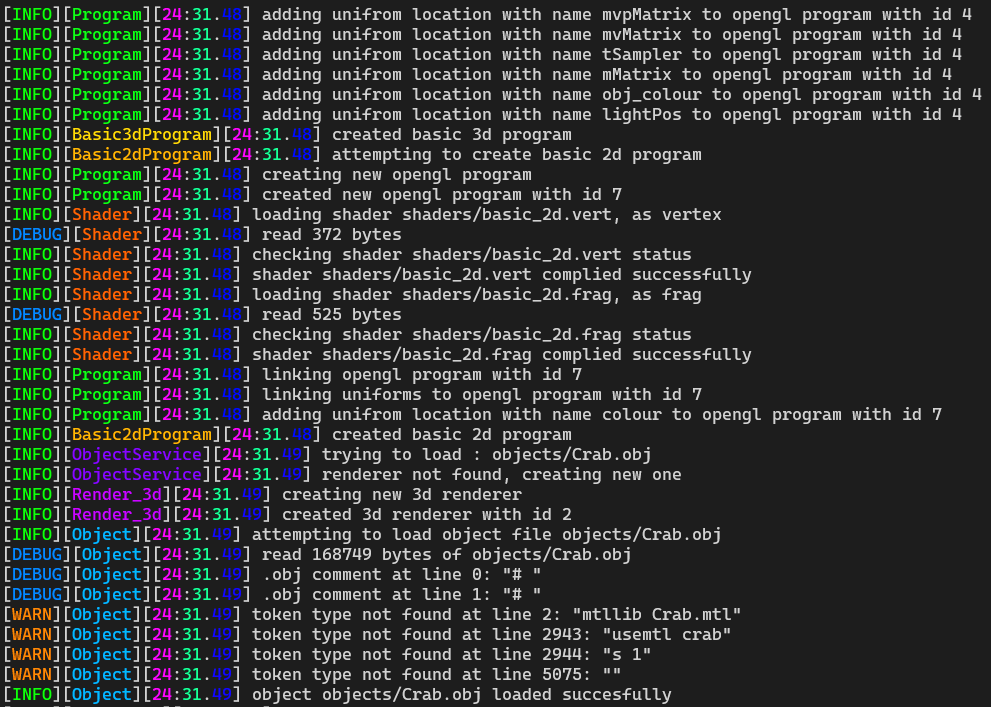 [INFO][Program][24:31.48] adding unifrom location with name mvpMatrix to opengl program with id 4
[INFO][Program][24:31.48] adding unifrom location with name mvMatrix to opengl program with id 4
[INFO][Program][24:31.48] adding unifrom location with name tSampler to opengl program with id 4
[INFO][Program][24:31.48] adding unifrom location with name mMatrix to opengl program with id 4
[INFO][Program][24:31.48] adding unifrom location with name obj_colour to opengl program with id 4
[INFO][Program][24:31.48] adding unifrom location with name lightPos to opengl program with id 4
[INFO][Basic3dProgram][24:31.48] created basic 3d program
[INFO][Basic2dProgram][24:31.48] attempting to create basic 2d program
[INFO][Program][24:31.48] creating new opengl program
[INFO][Program][24:31.48] created new opengl program with id 7
[INFO][Shader][24:31.48] loading shader shaders/basic_2d.vert, as vertex
[DEBUG][Shader][24:31.48] read 372 bytes
[INFO][Shader][24:31.48] checking shader shaders/basic_2d.vert status
[INFO][Shader][24:31.48] shader shaders/basic_2d.vert complied successfully
[INFO][Shader][24:31.48] loading shader shaders/basic_2d.frag, as frag
[DEBUG][Shader][24:31.48] read 525 bytes
[INFO][Shader][24:31.48] checking shader shaders/basic_2d.frag status
[INFO][Shader][24:31.48] shader shaders/basic_2d.frag complied successfully
[INFO][Program][24:31.48] linking opengl program with id 7
[INFO][Program][24:31.48] linking uniforms to opengl program with id 7
[INFO][Program][24:31.48] adding unifrom location with name colour to opengl program with id 7
[INFO][Basic2dProgram][24:31.48] created basic 2d program
[INFO][ObjectService][24:31.49] trying to load : objects/Crab.obj
[INFO][ObjectService][24:31.49] renderer not found, creating new one
[INFO][Render_3d][24:31.49] creating new 3d renderer
[INFO][Render_3d][24:31.49] created 3d renderer with id 2
[INFO][Object][24:31.49] attempting to load object file objects/Crab.obj
[DEBUG][Object][24:31.49] read 168749 bytes of objects/Crab.obj
[DEBUG][Object][24:31.49] .obj comment at line 0: "# "
[DEBUG][Object][24:31.49] .obj comment at line 1: "# "
[WARN][Object][24:31.49] token type not found at line 2: "mtllib Crab.mtl"
[WARN][Object][24:31.49] token type not found at line 2943: "usemtl crab"
[WARN][Object][24:31.49] token type not found at line 2944: "s 1"
[WARN][Object][24:31.49] token type not found at line 5075: ""
[INFO][Object][24:31.49] object objects/Crab.obj loaded succesfully